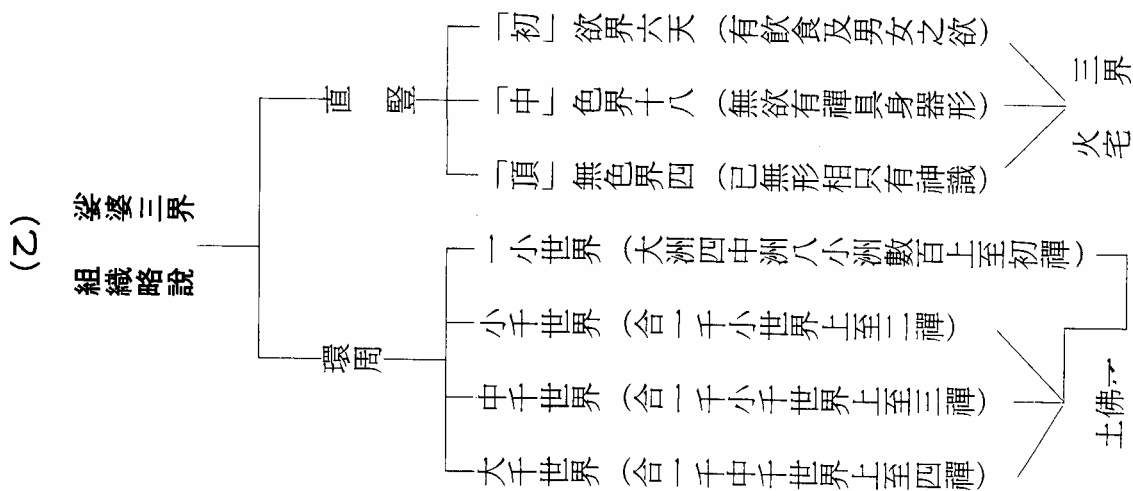 (乙)
娑婆三界
組織略說
直豎
「初」欲界六天（有飲食及男女之欲）
「中」色界十八（無欲有禪具身器形）
「頂」無色界四（已無形相只有神識）
三界
火宅
環周
一小世界（大洲四中洲八小洲數百上至初禪）
小千世界（合一千小世界上至二禪）
中千世界（合一千小千世界上至三禪）
大千世界（合一千中千世界上至四禪）
土佛一